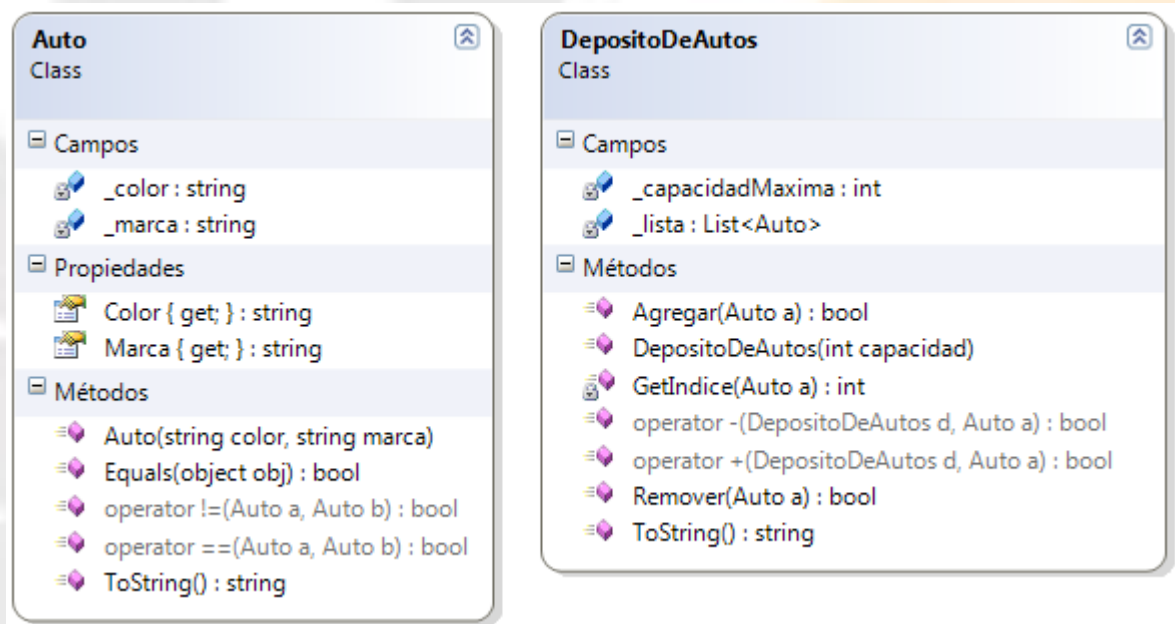 Auto
Class
Campos
_color : string
_marca : string
Propiedades
Color { get; } : string
Marca { get; } : string
Métodos
Auto(string color, string marca)
Equals(object obj) : bool
operator !=(Auto a, Auto b) : bool
operator ==(Auto a, Auto b) : bool
ToString() : string
DepositoDeAutos
Class
Campos
_capacidadMaxima : int
_lista : List<Auto>
Métodos
Agregar(Auto a) : bool
DepositoDeAutos(int capacidad)
GetIndice(Auto a) : int
operator -(DepositoDeAutos d, Auto a) : bool
operator +(DepositoDeAutos d, Auto a) : bool
Remover(Auto a) : bool
ToString() : string